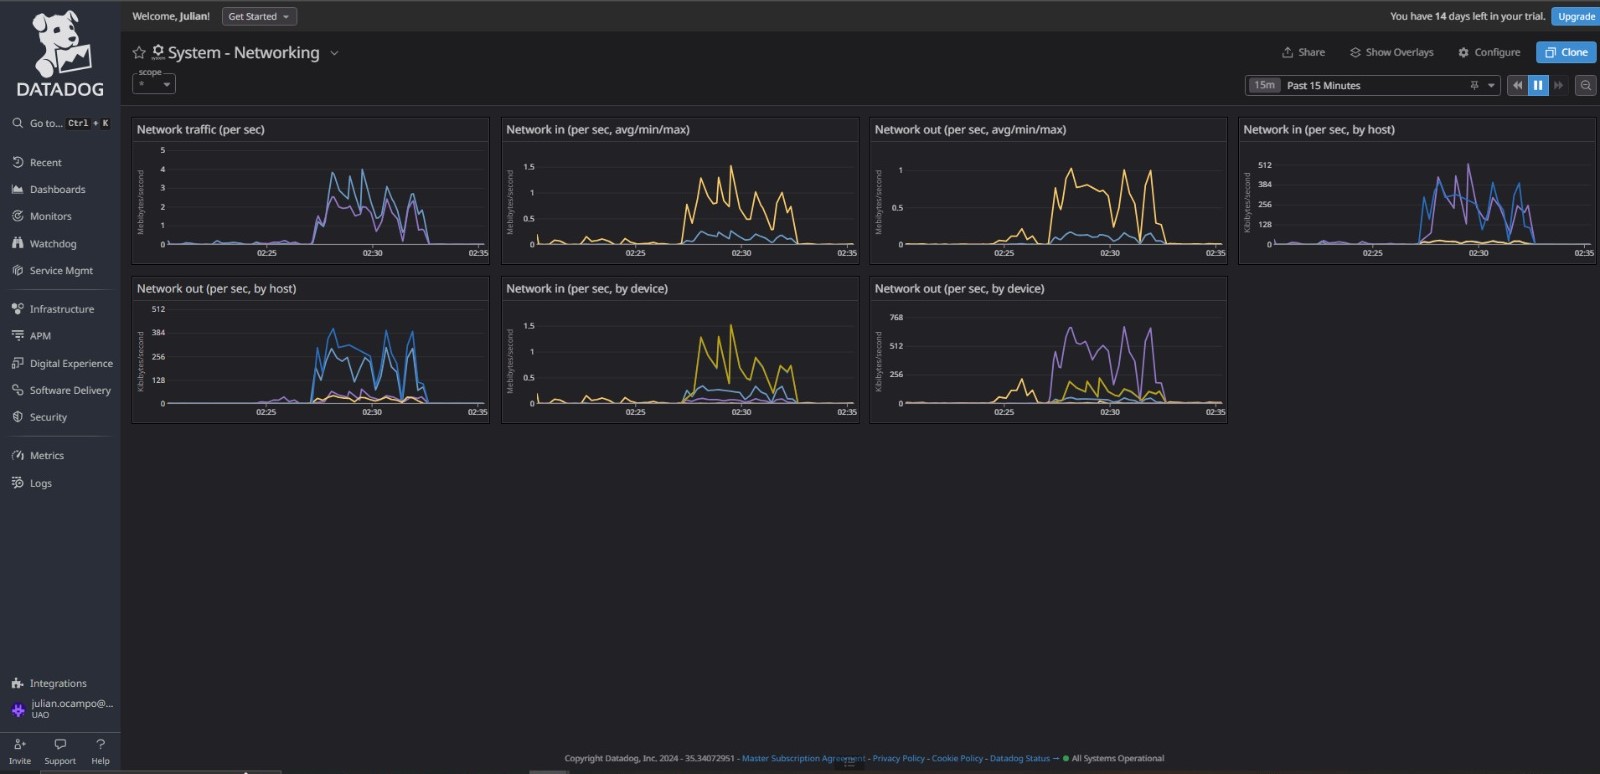 Welcome, Julian!
Get Started
You have 14 days left in your trial.
Upgrade
DATADOG
System - Networking
Share
Show Overlays
Configure
Clone
scope
*
15m Past 15 Minutes
Go to... Ctrl + K
Recent
Dashboards
Monitors
Watchdog
Service Mgmt
Infrastructure
APM
Digital Experience
Software Delivery
Security
Metrics
Logs
Integrations
julian.ocampo@...
UAO
Invite
Support
Help
Network traffic (per sec)
Mebibytes/second
5
4
3
2
1
0
02:25
02:30
02:35
Network in (per sec, avg/min/max)
Mebibytes/second
1.5
1
0.5
0
02:25
02:30
02:35
Network out (per sec, avg/min/max)
Mebibytes/second
1
0.5
0
02:25
02:30
02:35
Network in (per sec, by host)
Kibibytes/second
512
384
256
128
0
02:25
02:30
02:35
Network out (per sec, by host)
Kibibytes/second
512
384
256
128
0
02:25
02:30
02:35
Network in (per sec, by device)
Mebibytes/second
1.5
1
0.5
0
02:25
02:30
02:35
Network out (per sec, by device)
Kibibytes/second
768
512
256
0
02:25
02:30
02:35
Copyright Datadog, Inc. 2024 - 35.34072951 - Master Subscription Agreement - Privacy Policy - Cookie Policy - Datadog Status → All Systems Operational